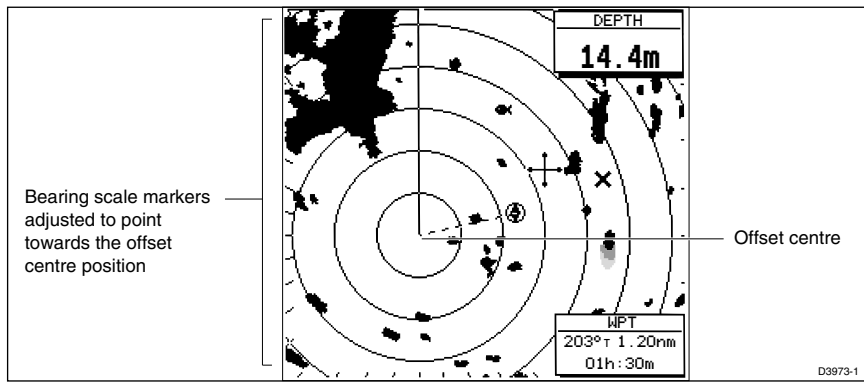 DEPTH
14.4m
Bearing scale markers
adjusted to point
towards the offset
centre position
Offset centre
WPT
203°T 1.20nm
01h:30m
D3973-1